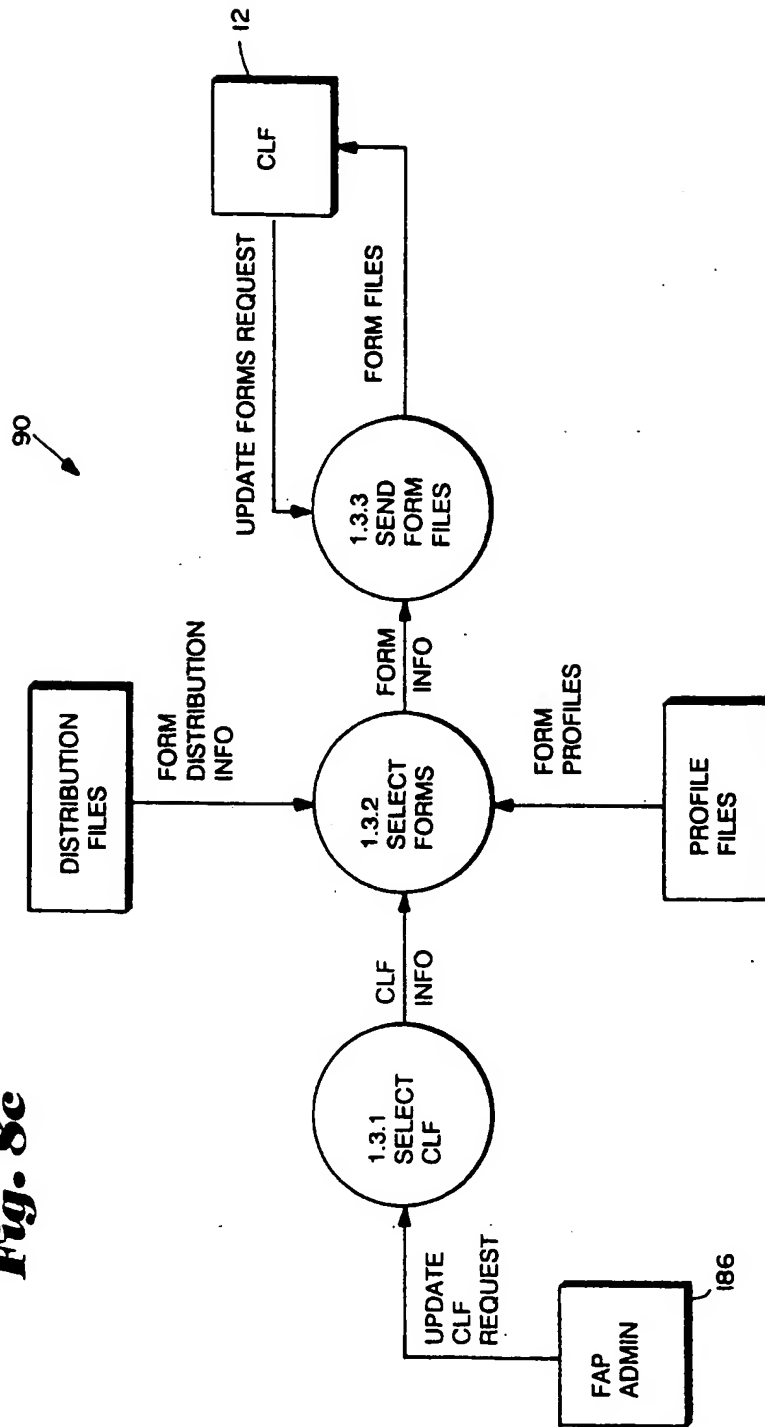 Fig. 8c
90
DISTRIBUTION
FILES
FORM
DISTRIBUTION
INFO
UPDATE FORMS REQUEST
CLF
12
FORM FILES
1.3.1
SELECT
CLF
CLF
INFO
1.3.2
SELECT
FORMS
FORM
INFO
1.3.3
SEND
FORM
FILES
UPDATE
CLF
REQUEST
FAP
ADMIN
186
FORM
PROFILES
PROFILE
FILES